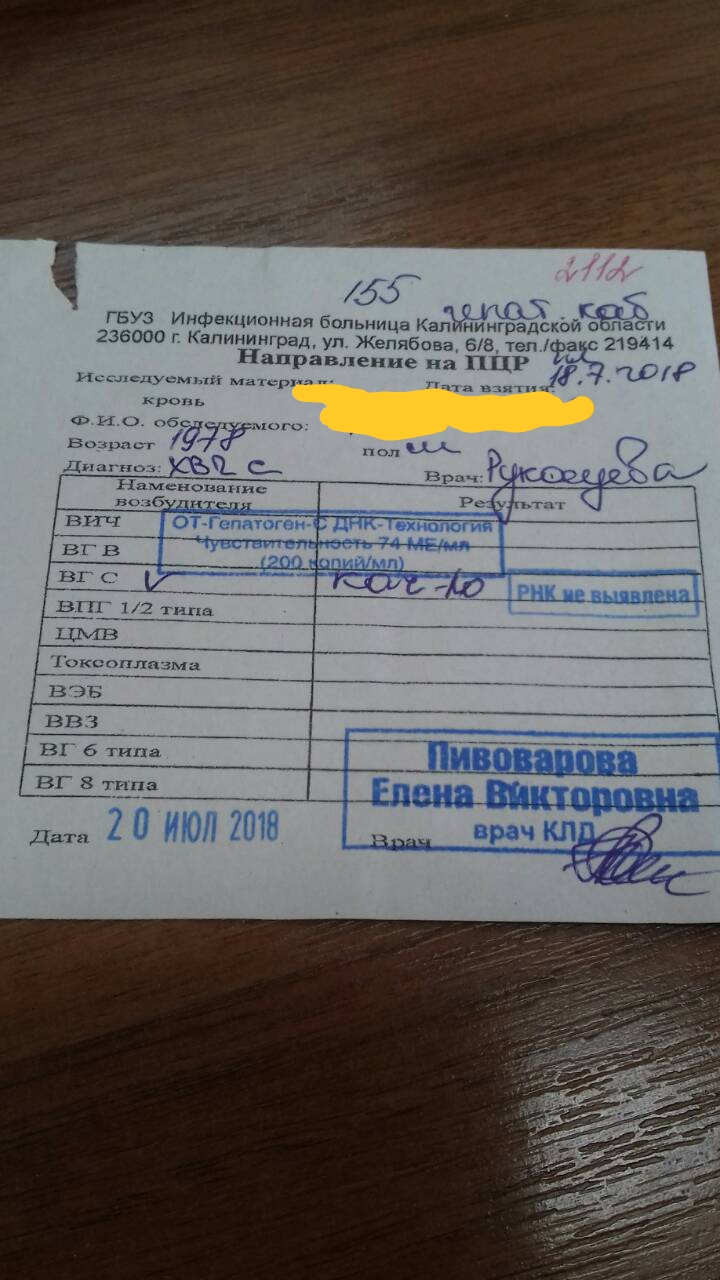 2112
155
гепат. каб
ГБУЗ Инфекционная больница Калининградской области
236000 г. Калининград, ул. Желябова, 6/8, тел./факс 219414
Направление на ПЦР
Исследуемый материал: Дата взятия: 18.7.2018
кровь
Ф.И.О. обследуемого:
Возраст 1978 пол м
Диагноз: ХВГ С Врач:
Наименование возбудителя Результат
ВИЧ
ОТ-Гепатоген-С ДНК-Технология
Чувствительность 74 МЕ/мл
(200 копий/мл)
ВГ В
ВГ С v кач-но РНК не выявлена
ВПГ 1/2 типа
ЦМВ
Токсоплазма
ВЭБ
ВВЗ
ВГ 6 типа
ВГ 8 типа
Пивоварова
Елена Викторовна
врач КЛД
Дата 20 ИЮЛ 2018 Врач